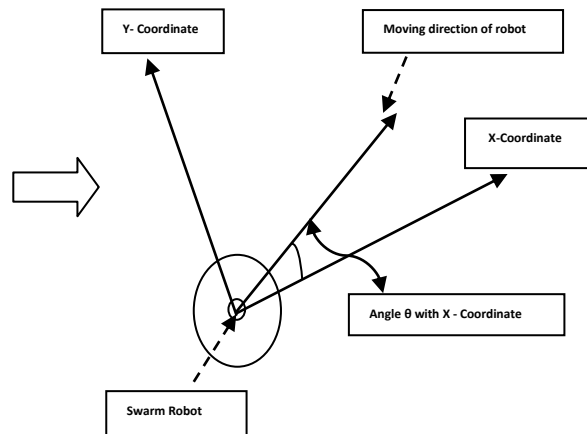 Y- Coordinate
Moving direction of robot
X-Coordinate
Angle θ with X - Coordinate
Swarm Robot